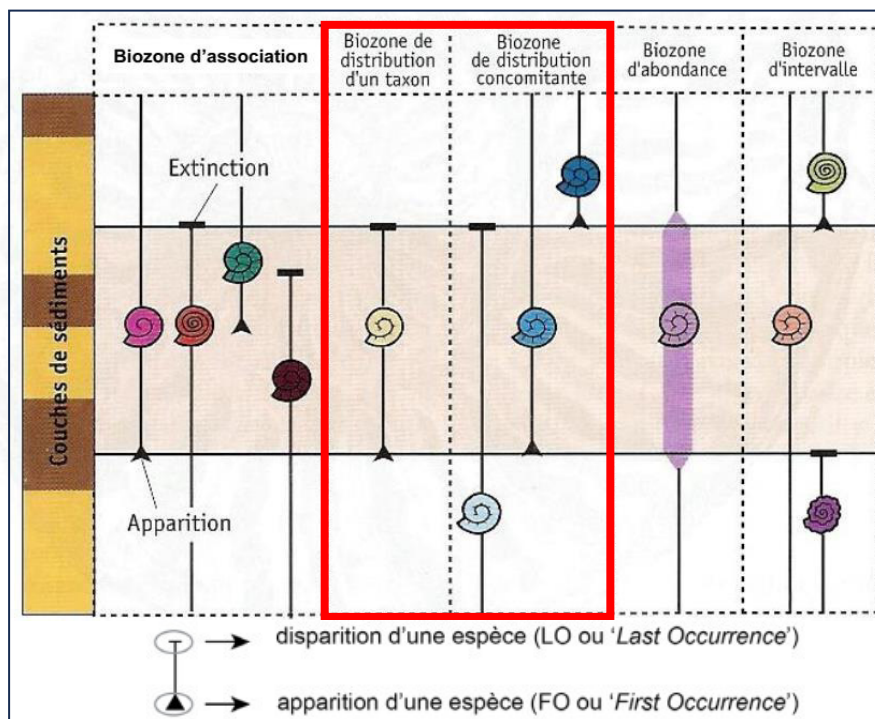 Biozone d'association
Biozone de
distribution
d'un taxon
Biozone
de distribution
concomitante
Biozone
d'abondance
Biozone
d'intervalle
Extinction
Couches de sédiments
Apparition
disparition d'une espèce (LO ou 'Last Occurrence')
apparition d'une espèce (FO ou 'First Occurrence')